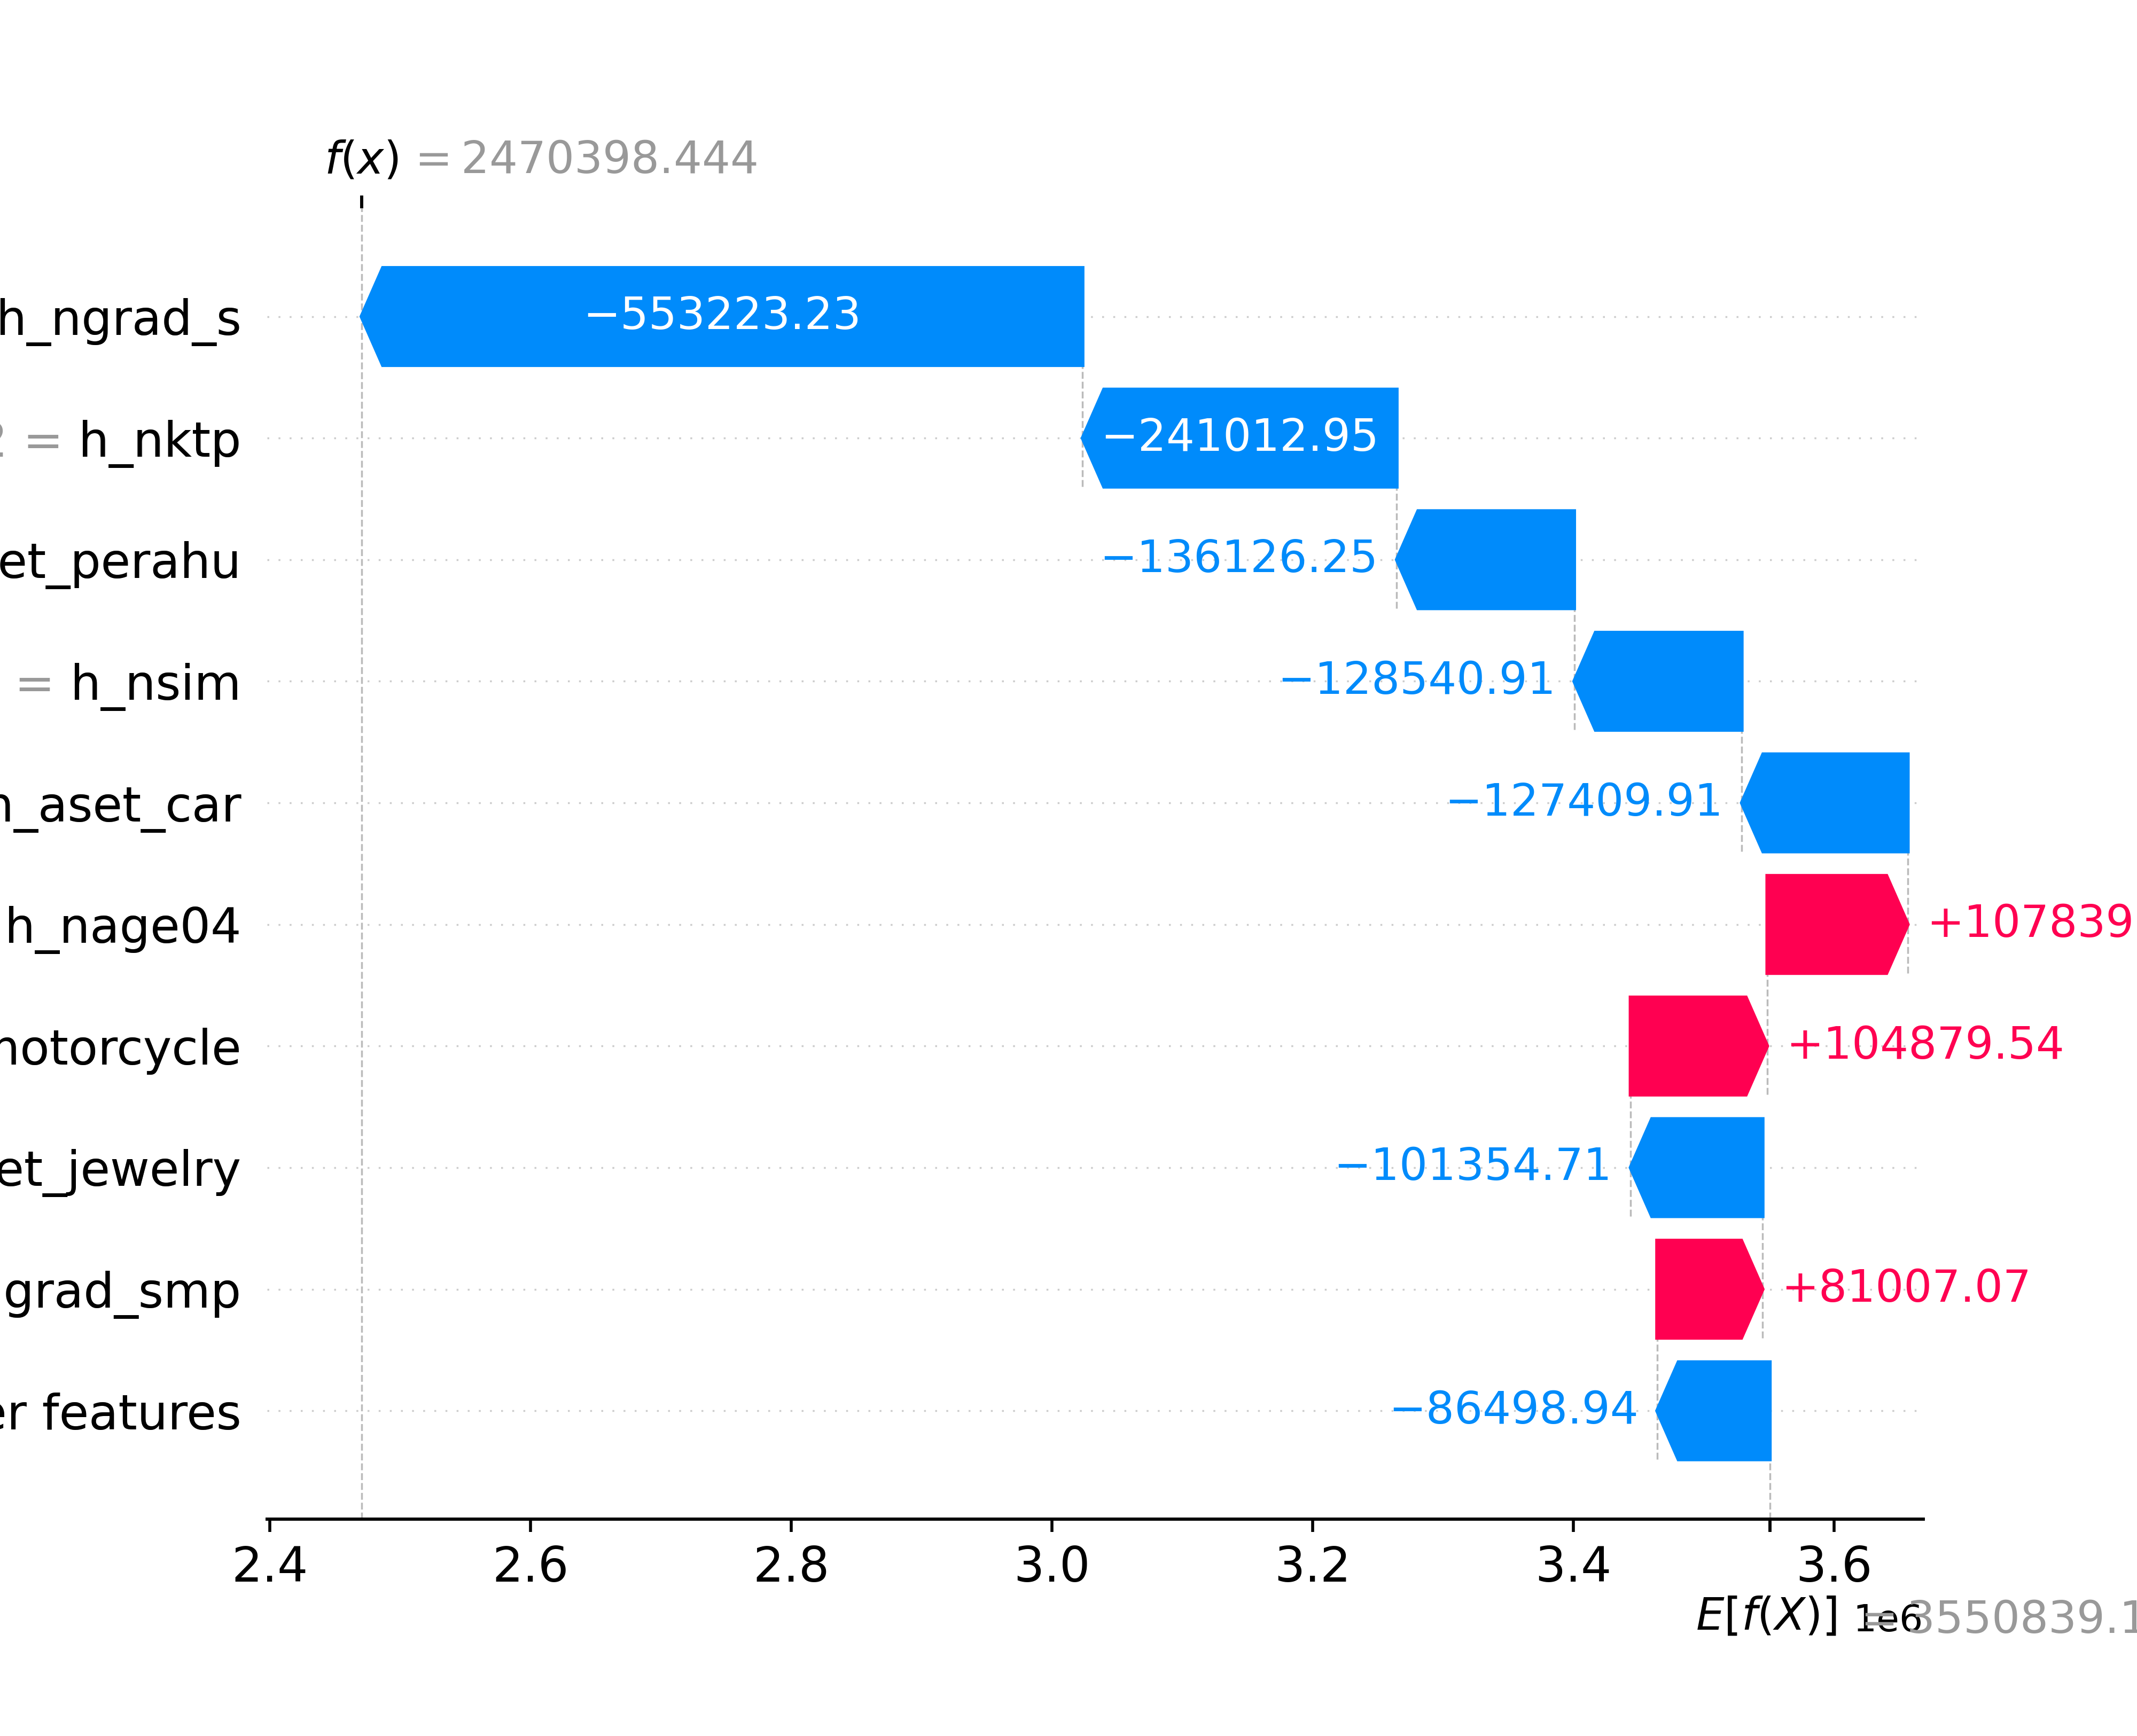 f(x) = 2470398.444
h_ngrad_s −553223.23
= h_nktp −241012.95
et_perahu −136126.25
= h_nsim −128540.91
_aset_car −127409.91
h_nage04 +107839
otorcycle +104879.54
et_jewelry −101354.71
grad_smp +81007.07
r features −86498.94
2.4 2.6 2.8 3.0 3.2 3.4 3.6
E[f(X)] = 3550839.1
1e6